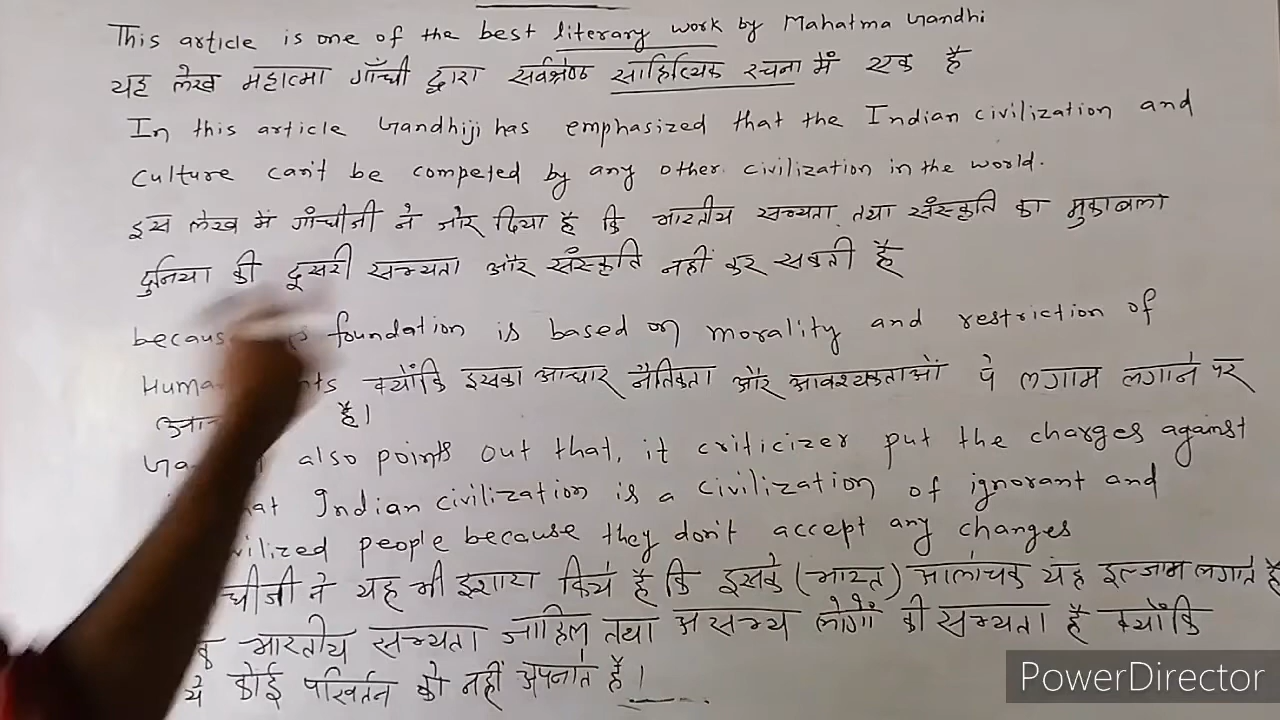 This article is one of the best literary work by Mahatma Gandhi
यह लेख महात्मा गाँधी द्वारा सर्वश्रेष्ठ साहित्यिक रचना में एक है
In this article Gandhiji has emphasized that the Indian civilization and
culture can't be competed by any other civilization in the world.
इस लेख में गाँधीजी ने जोर दिया है कि भारतीय सभ्यता तथा संस्कृति का मुकाबला
दुनिया की दूसरी सभ्यता और संस्कृति नहीं कर सकती है
foundation is based on morality and restriction of
क्योंकि इसका आधार नैतिकता और आवश्यकताओं पे लगाम लगाने पर
है।
also points out that, it criticizer put the charges against
Indian civilization is a civilization of ignorant and
people because they don't accept any changes
ने यह भी इशारा किये है कि इसके (भारत) आलोचक यह इल्जाम लगाते है
भारतीय सभ्यता जाहिल तथा असभ्य लोगों की सभ्यता है क्योंकि
ये कोई परिवर्तन को नहीं अपनाते है।
PowerDirector